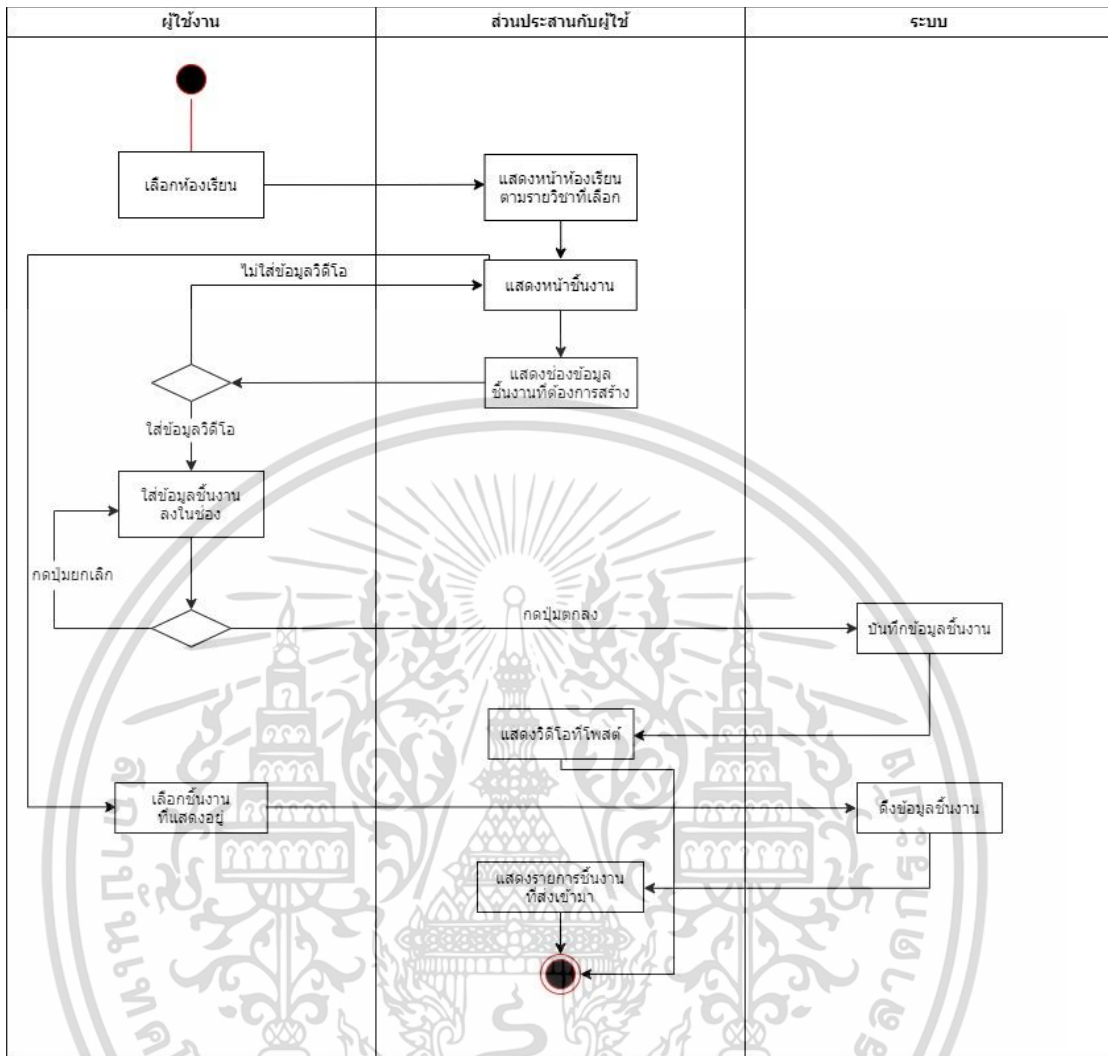 ผู้ใช้งาน
ส่วนประสานกับผู้ใช้
ระบบ
เลือกห้องเรียน
แสดงหน้าห้องเรียน
ตามรายวิชาที่เลือก
ไม่ใส่ข้อมูลวิดีโอ
แสดงหน้าชิ้นงาน
แสดงช่องข้อมูล
ชิ้นงานที่ต้องการสร้าง
ใส่ข้อมูลวิดีโอ
ใส่ข้อมูลชิ้นงาน
ลงในช่อง
กดปุ่มยกเลิก
กดปุ่มตกลง
บันทึกข้อมูลชิ้นงาน
แสดงวิดีโอที่โพสต์
เลือกชิ้นงาน
ที่แสดงอยู่
ดึงข้อมูลชิ้นงาน
แสดงรายการชิ้นงาน
ที่ส่งเข้ามา